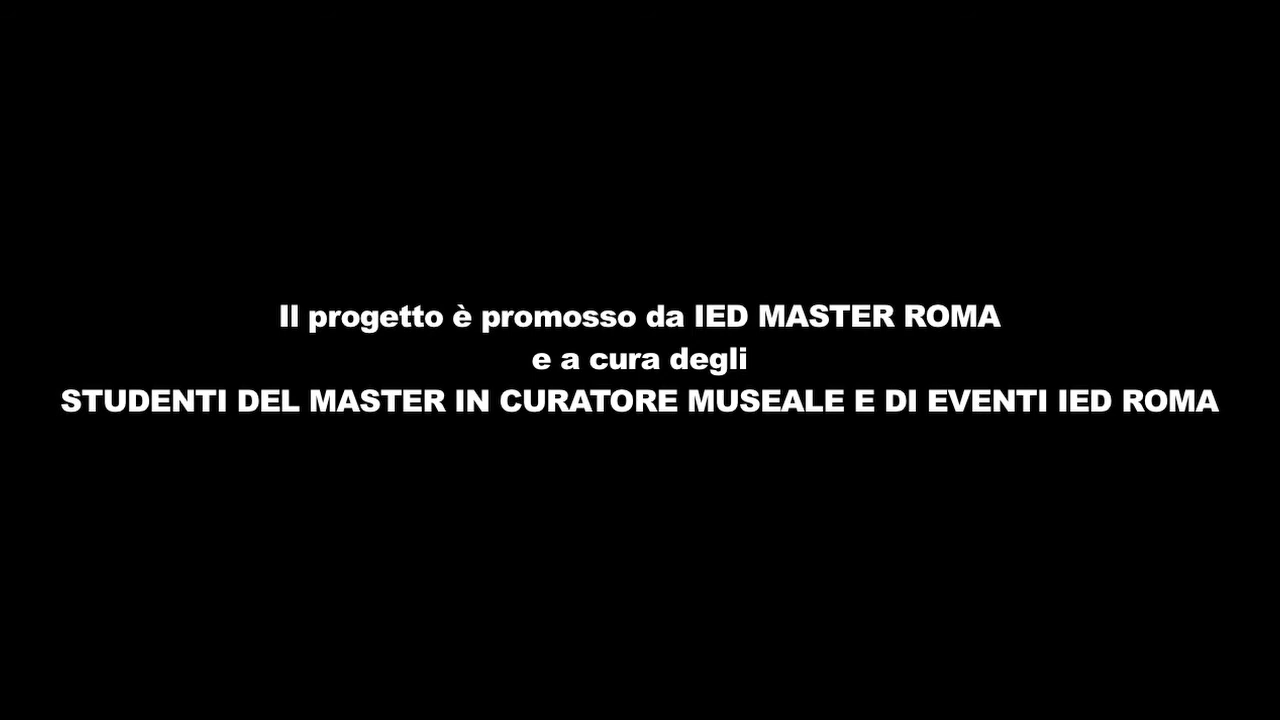 Il progetto è promosso da IED MASTER ROMA
e a cura degli
STUDENTI DEL MASTER IN CURATORE MUSEALE E DI EVENTI IED ROMA